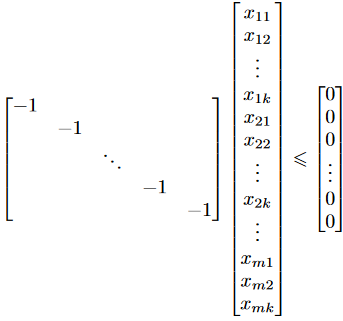 \begin{bmatrix} -1 & & & & \\ & -1 & & & \\ & & \ddots & & \\ & & & -1 & \\ & & & & -1 \end{bmatrix} \begin{bmatrix} x_{11} \\ x_{12} \\ \vdots \\ x_{1k} \\ x_{21} \\ x_{22} \\ \vdots \\ x_{2k} \\ \vdots \\ x_{m1} \\ x_{m2} \\ x_{mk} \end{bmatrix} \leqslant \begin{bmatrix} 0 \\ 0 \\ 0 \\ \vdots \\ 0 \\ 0 \end{bmatrix}